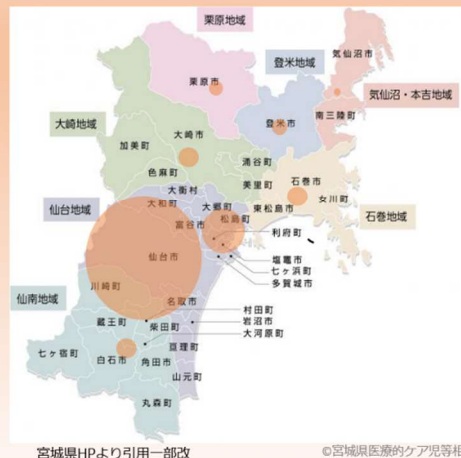 栗原地域
気仙沼市
登米地域
栗原市
気仙沼・本吉地域
南三陸町
大崎地域
登米市
大崎市
加美町
涌谷町
色麻町
石巻市
美里町
女川町
大衡村
仙台地域
大和町
大郷町
東松島市
松島町
石巻地域
富谷市
利府町
仙台市
塩竈市
七ヶ浜町
多賀城市
川崎町
仙南地域
名取市
村田町
蔵王町
柴田町
岩沼市
大河原町
亘理町
七ヶ宿町
白石市
角田市
山元町
丸森町
宮城県HPより引用一部改
©宮城県医療的ケア児等相